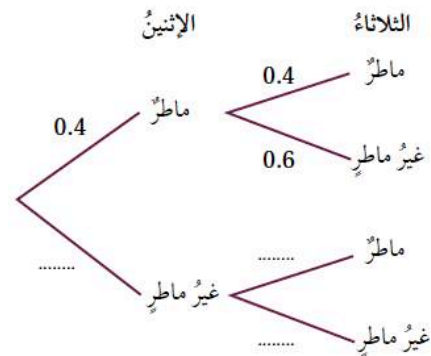 الإثنينُ
الثلاثاءُ
0.4
ماطرٌ
0.4
ماطرٌ
0.6
غيرُ ماطرٍ
........
غيرُ ماطرٍ
........
ماطرٌ
........
غيرُ ماطرٍ